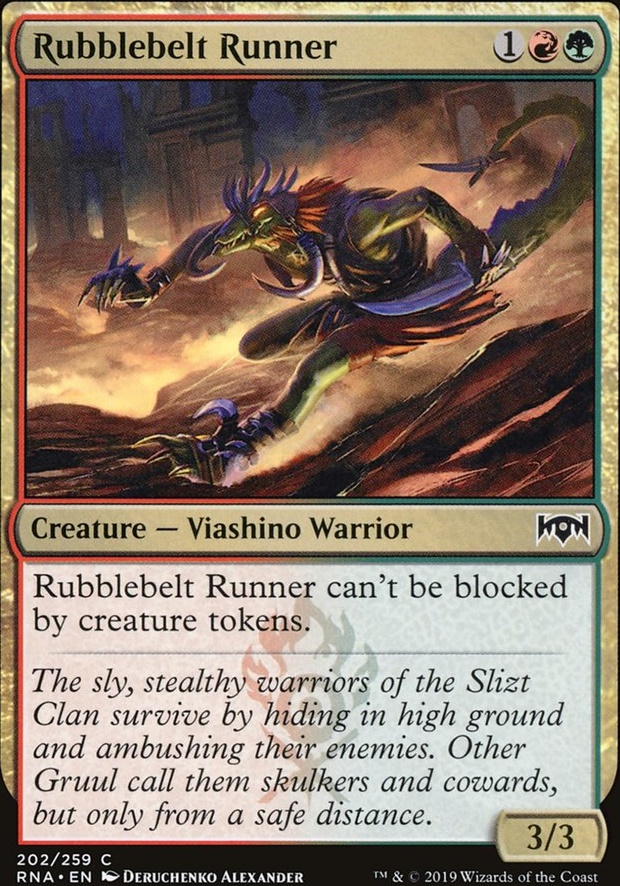 Rubblebelt Runner 1
Creature — Viashino Warrior
Rubblebelt Runner can't be blocked
by creature tokens.
The sly, stealthy warriors of the Slizt
Clan survive by hiding in high ground
and ambushing their enemies. Other
Gruul call them skulkers and cowards,
but only from a safe distance.
3/3
202/259 C
RNA • EN Deruchenko Alexander
™ & © 2019 Wizards of the Coast